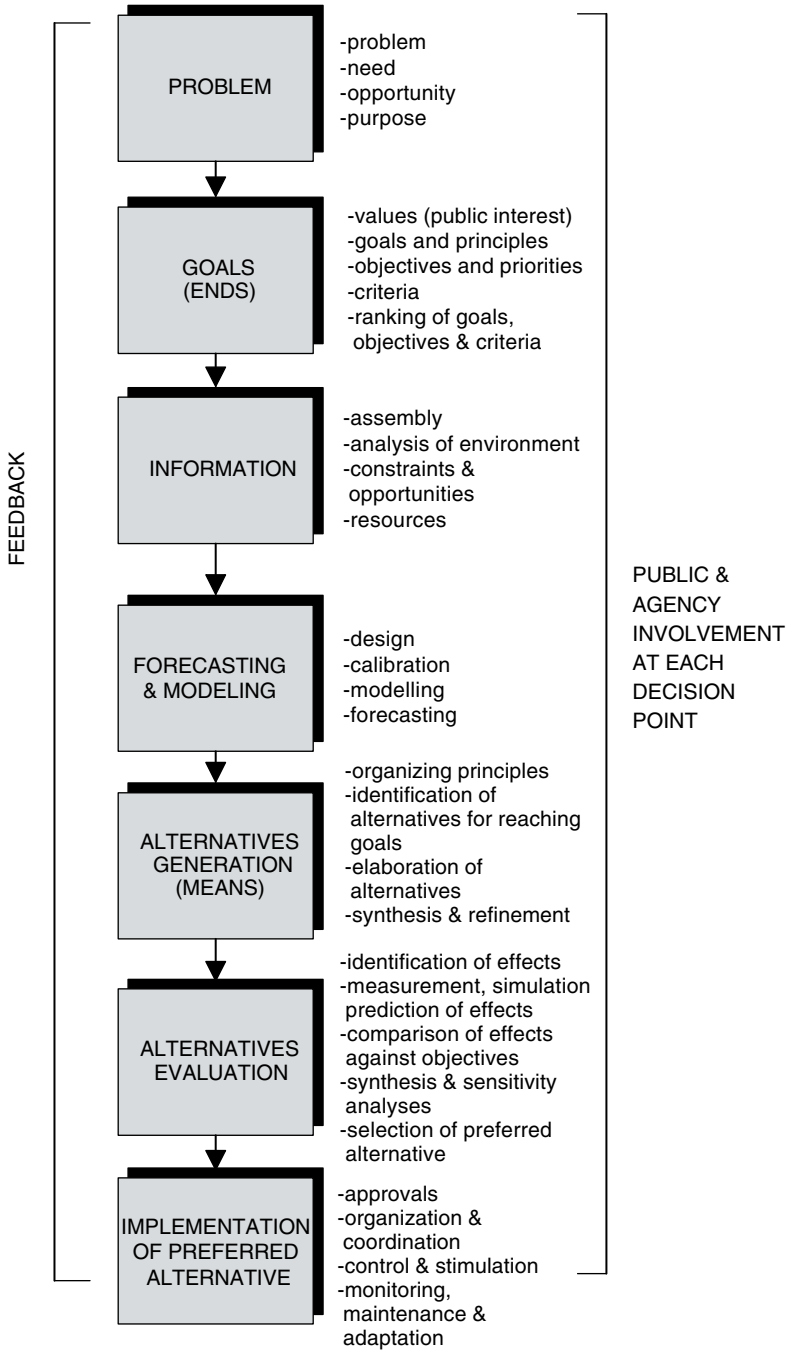 PROBLEM
-problem
-need
-opportunity
-purpose
GOALS
(ENDS)
-values (public interest)
-goals and principles
-objectives and priorities
-criteria
-ranking of goals,
objectives & criteria
INFORMATION
-assembly
-analysis of environment
-constraints &
opportunities
-resources
FEEDBACK
FORECASTING
& MODELING
-design
-calibration
-modelling
-forecasting
PUBLIC &
AGENCY
INVOLVEMENT
AT EACH
DECISION
POINT
ALTERNATIVES
GENERATION
(MEANS)
-organizing principles
-identification of
alternatives for reaching
goals
-elaboration of
alternatives
-synthesis & refinement
ALTERNATIVES
EVALUATION
-identification of effects
-measurement, simulation
prediction of effects
-comparison of effects
against objectives
-synthesis & sensitivity
analyses
-selection of preferred
alternative
IMPLEMENTATION
OF PREFERRED
ALTERNATIVE
-approvals
-organization &
coordination
-control & stimulation
-monitoring,
maintenance &
adaptation